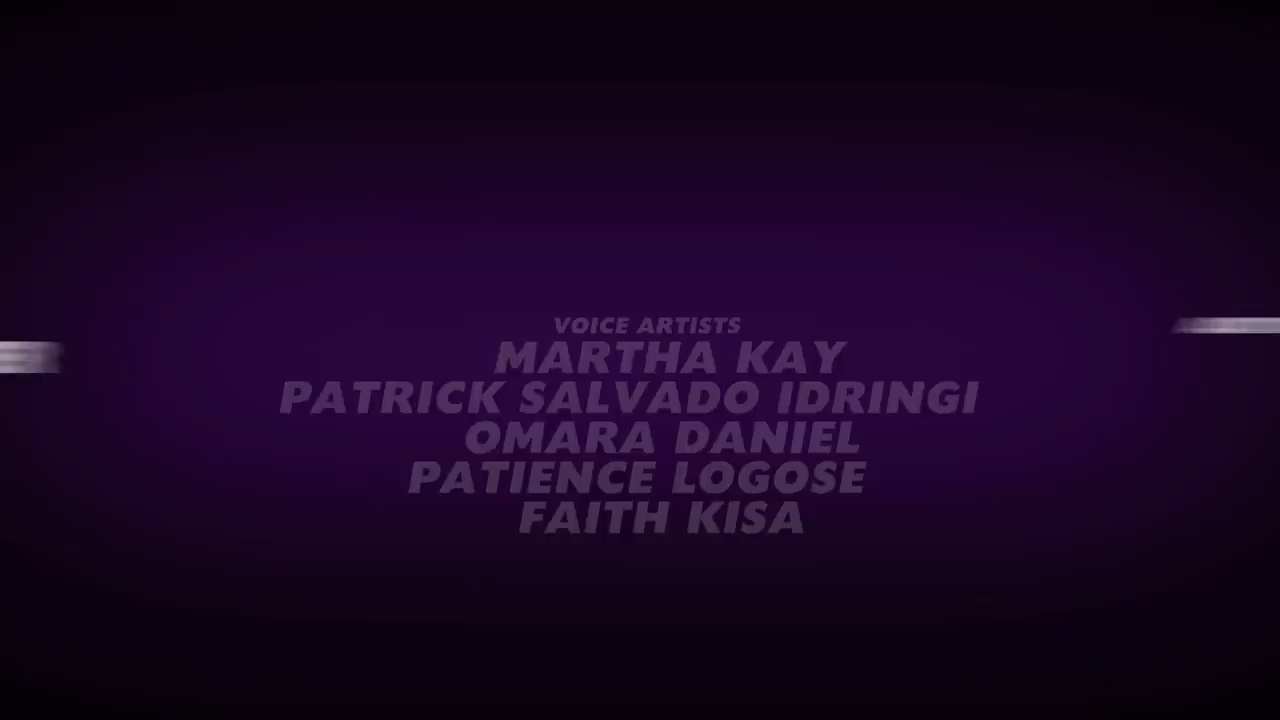 VOICE ARTISTS
MARTHA KAY
PATRICK SALVADO IDRINGI
OMARA DANIEL
PATIENCE LOGOSE
FAITH KISA